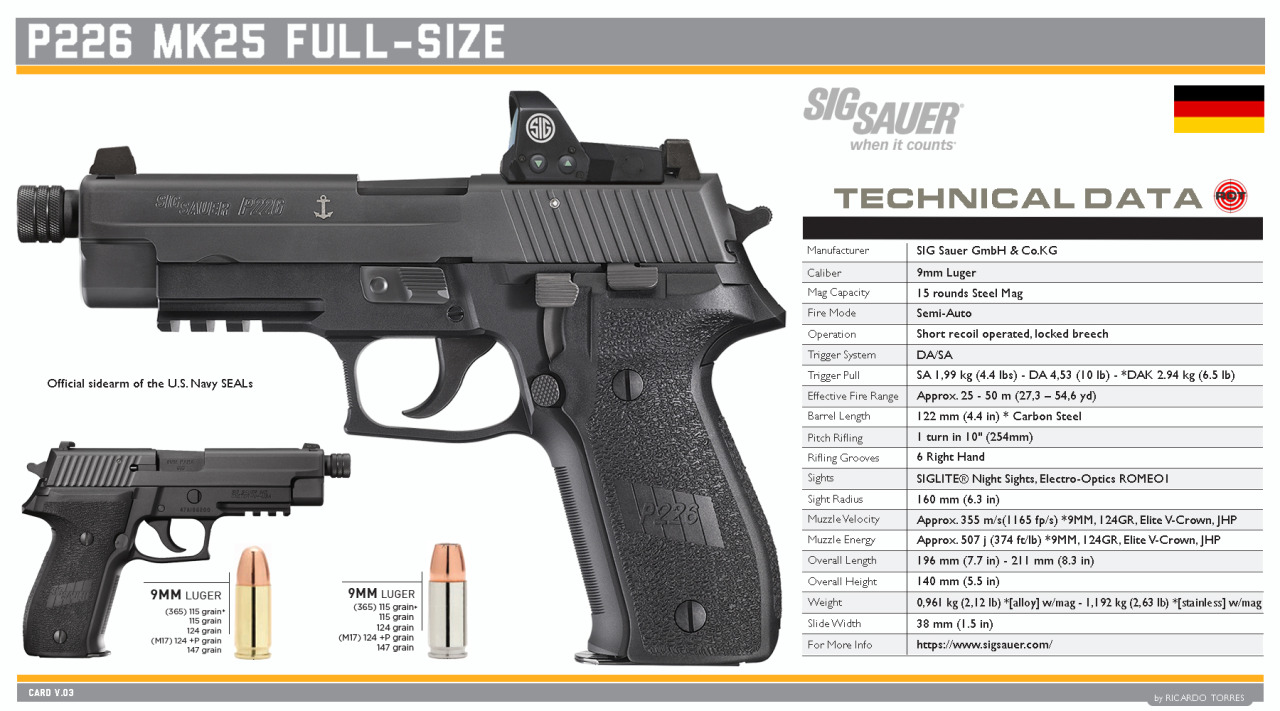 P226 MK25 FULL-SIZE
SIG SAUER
when it counts
TECHNICAL DATA
RCT
SIG SAUER P226
SIG
Manufacturer SIG Sauer GmbH & Co.KG
Caliber 9mm Luger
Mag Capacity 15 rounds Steel Mag
Fire Mode Semi-Auto
Operation Short recoil operated, locked breech
Trigger System DA/SA
Trigger Pull SA 1,99 kg (4.4 lbs) - DA 4,53 (10 lb) - *DAK 2.94 kg (6.5 lb)
Effective Fire Range Approx. 25 - 50 m (27,3 – 54,6 yd)
Barrel Length 122 mm (4.4 in) * Carbon Steel
Pitch Rifling 1 turn in 10" (254mm)
Rifling Grooves 6 Right Hand
Sights SIGLITE® Night Sights, Electro-Optics ROMEO1
Sight Radius 160 mm (6.3 in)
Muzzle Velocity Approx. 355 m/s(1165 fp/s) *9MM, 124GR, Elite V-Crown, JHP
Muzzle Energy Approx. 507 j (374 ft/lb) *9MM, 124GR, Elite V-Crown, JHP
Overall Length 196 mm (7.7 in) - 211 mm (8.3 in)
Overall Height 140 mm (5.5 in)
Weight 0,961 kg (2,12 lb) *[alloy] w/mag - 1,192 kg (2,63 lb) *[stainless] w/mag
Slide Width 38 mm (1.5 in)
For More Info https://www.sigsauer.com/
Official sidearm of the U.S. Navy SEALs
P226
9MM LUGER
(365) 115 grain+
115 grain
124 grain
(M17) 124 +P grain
147 grain
9MM LUGER
(365) 115 grain+
115 grain
124 grain
(M17) 124 +P grain
147 grain
CARD V.03
by RICARDO TORRES